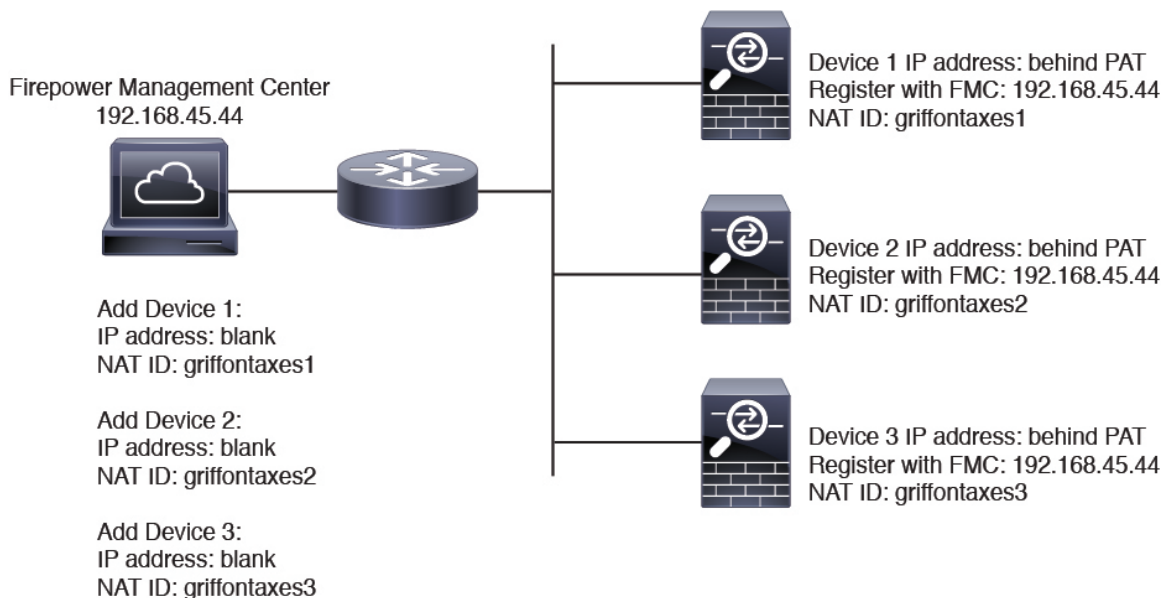 Firepower Management Center
192.168.45.44
Add Device 1:
IP address: blank
NAT ID: griffontaxes1
Add Device 2:
IP address: blank
NAT ID: griffontaxes2
Add Device 3:
IP address: blank
NAT ID: griffontaxes3
Device 1 IP address: behind PAT
Register with FMC: 192.168.45.44
NAT ID: griffontaxes1
Device 2 IP address: behind PAT
Register with FMC: 192.168.45.44
NAT ID: griffontaxes2
Device 3 IP address: behind PAT
Register with FMC: 192.168.45.44
NAT ID: griffontaxes3